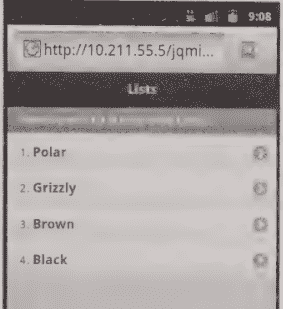 9:08
http://10.211.55.5/jqmi...
Lists
1. Polar
2. Grizzly
3. Brown
4. Black